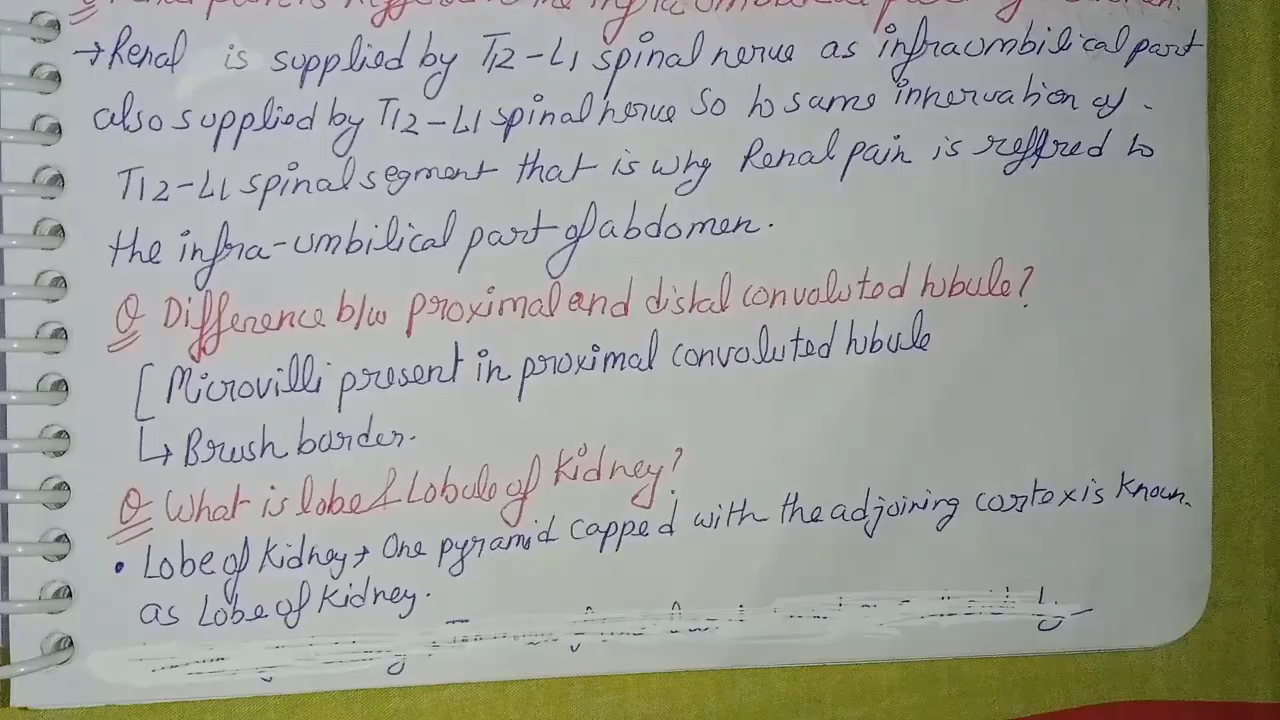 → Renal is supplied by T12-L1 spinal nerve as infraumbilical part
also supplied by T12-L1 spinal nerve So to same innervation of
T12-L1 spinal segment that is why Renal pain is reffred to
the infra-umbilical part of abdomen.
Q Difference b/w proximal and distal convoluted tubule?
[ Microvilli present in proximal convoluted tubule
↳ Brush barder.
Q What is lobe & Lobule of Kidney?
• Lobe of Kidney → One pyramid capped with the adjoining cortex is known
as Lobe of Kidney.